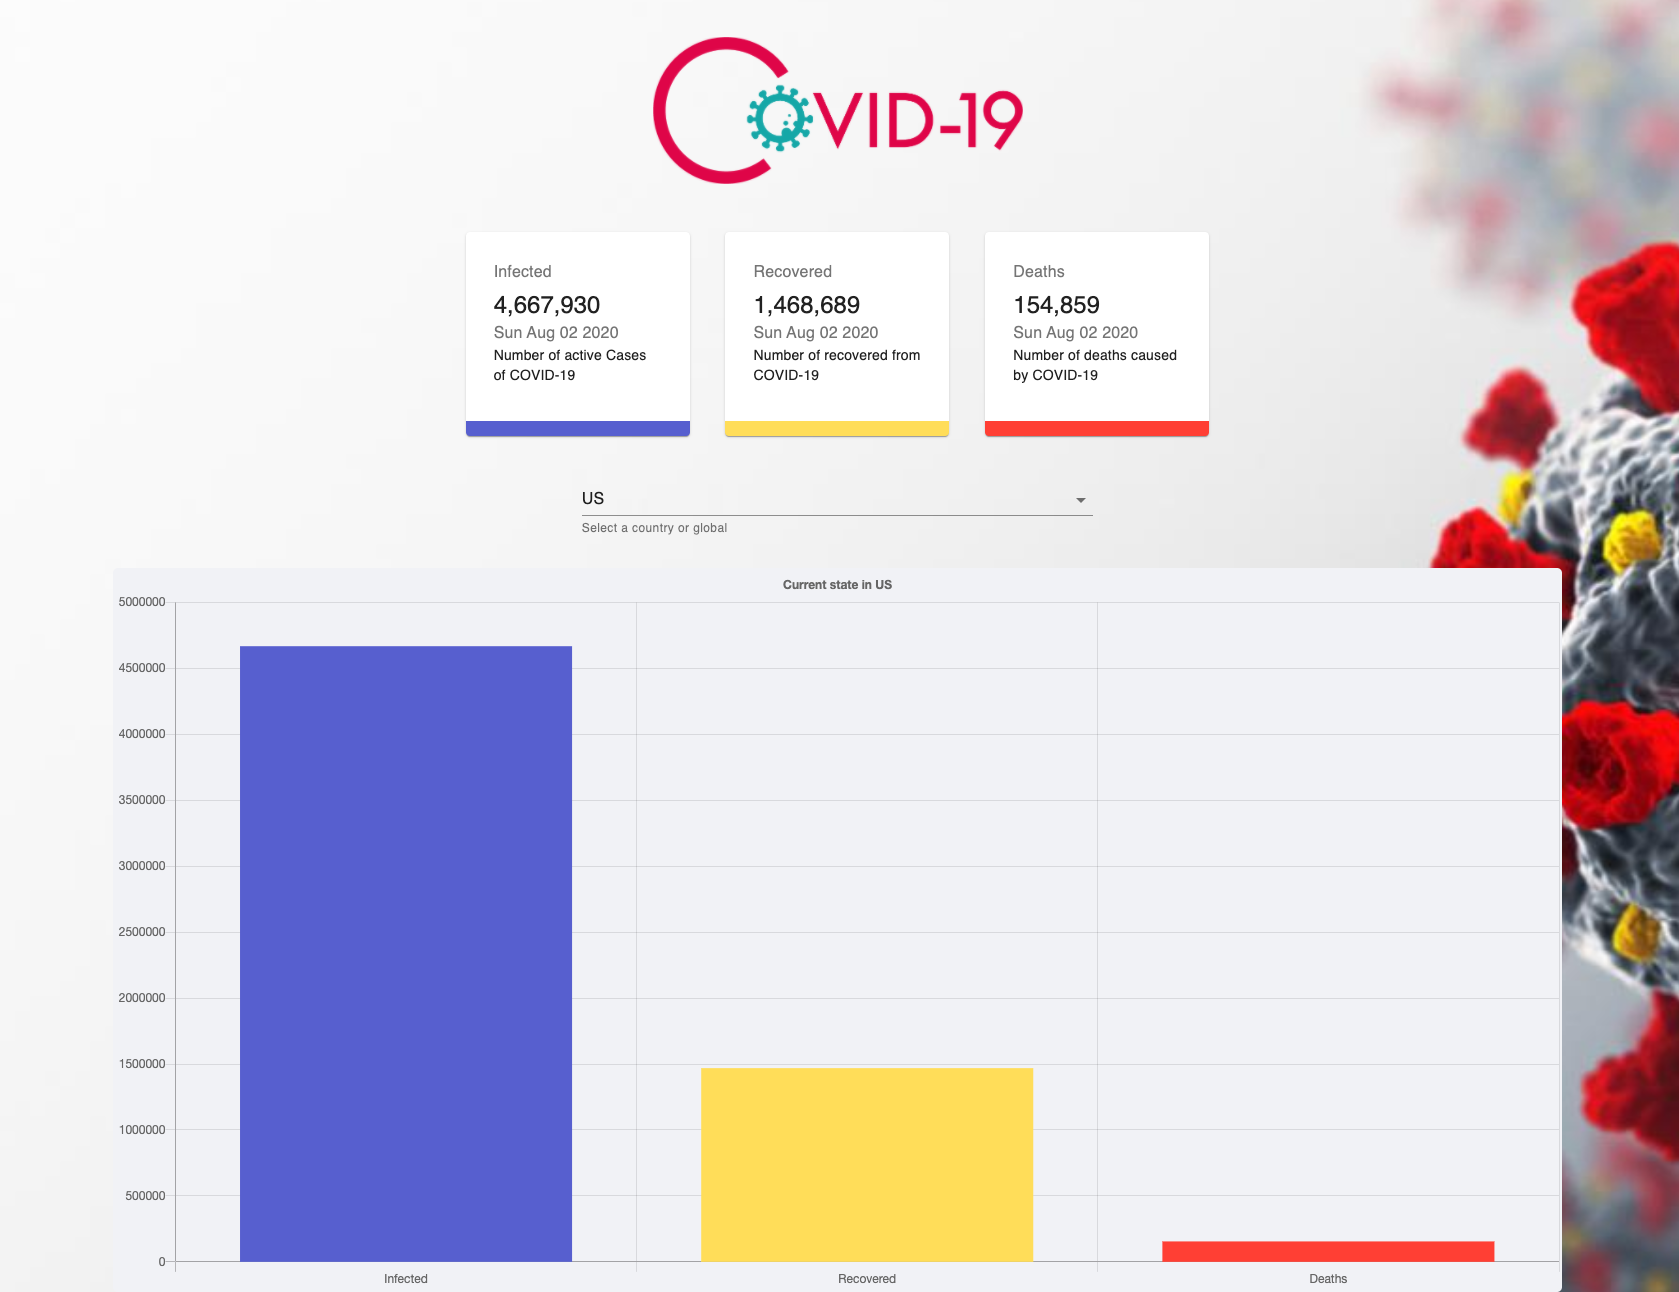 COVID-19
Infected
4,667,930
Sun Aug 02 2020
Number of active Cases
of COVID-19
Recovered
1,468,689
Sun Aug 02 2020
Number of recovered from
COVID-19
Deaths
154,859
Sun Aug 02 2020
Number of deaths caused
by COVID-19
US
Select a country or global
Current state in US
5000000
4500000
4000000
3500000
3000000
2500000
2000000
1500000
1000000
500000
0
Infected
Recovered
Deaths